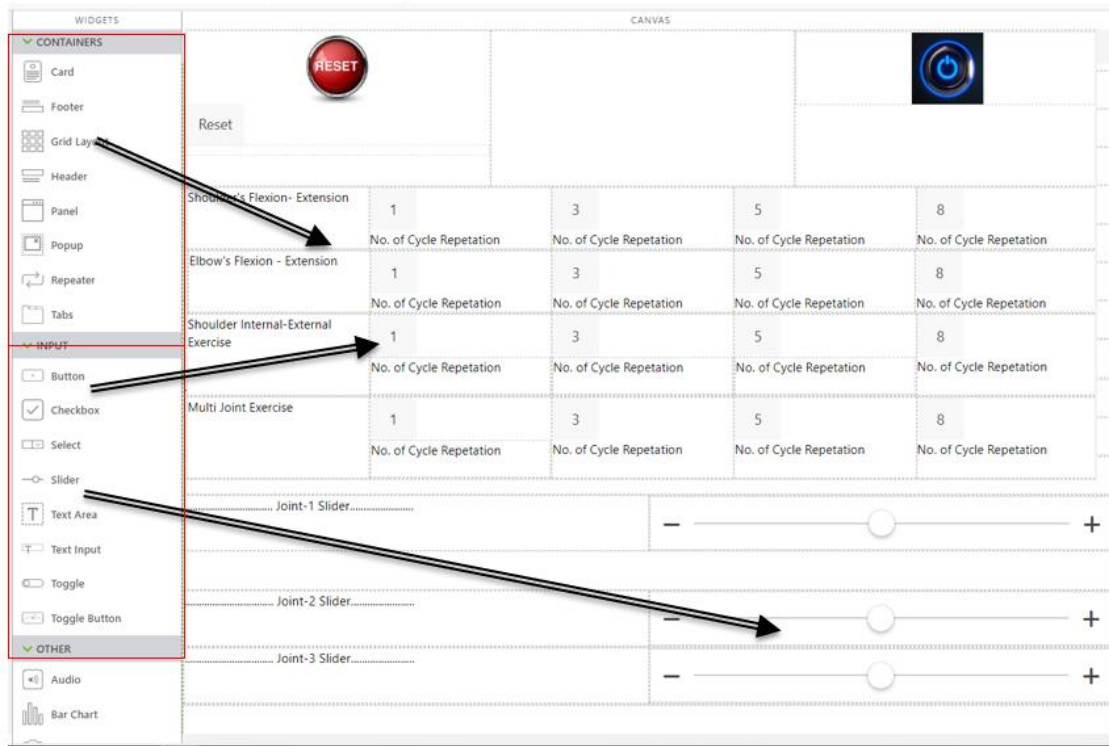 WIDGETS
CANVAS
CONTAINERS
Card
Footer
Grid Layout
Header
Panel
Popup
Repeater
Tabs
INPUT
Button
Checkbox
Select
Slider
Text Area
Text Input
Toggle
Toggle Button
OTHER
Audio
Bar Chart
RESET
Reset
Shoulder's Flexion- Extension
1 3 5 8
No. of Cycle Repetation No. of Cycle Repetation No. of Cycle Repetation No. of Cycle Repetation
Elbow's Flexion - Extension
1 3 5 8
No. of Cycle Repetation No. of Cycle Repetation No. of Cycle Repetation No. of Cycle Repetation
Shoulder Internal-External
Exercise
1 3 5 8
No. of Cycle Repetation No. of Cycle Repetation No. of Cycle Repetation No. of Cycle Repetation
Multi Joint Exercise
1 3 5 8
No. of Cycle Repetation No. of Cycle Repetation No. of Cycle Repetation No. of Cycle Repetation
............................ Joint-1 Slider.....................
............................ Joint-2 Slider.....................
............................ Joint-3 Slider.....................